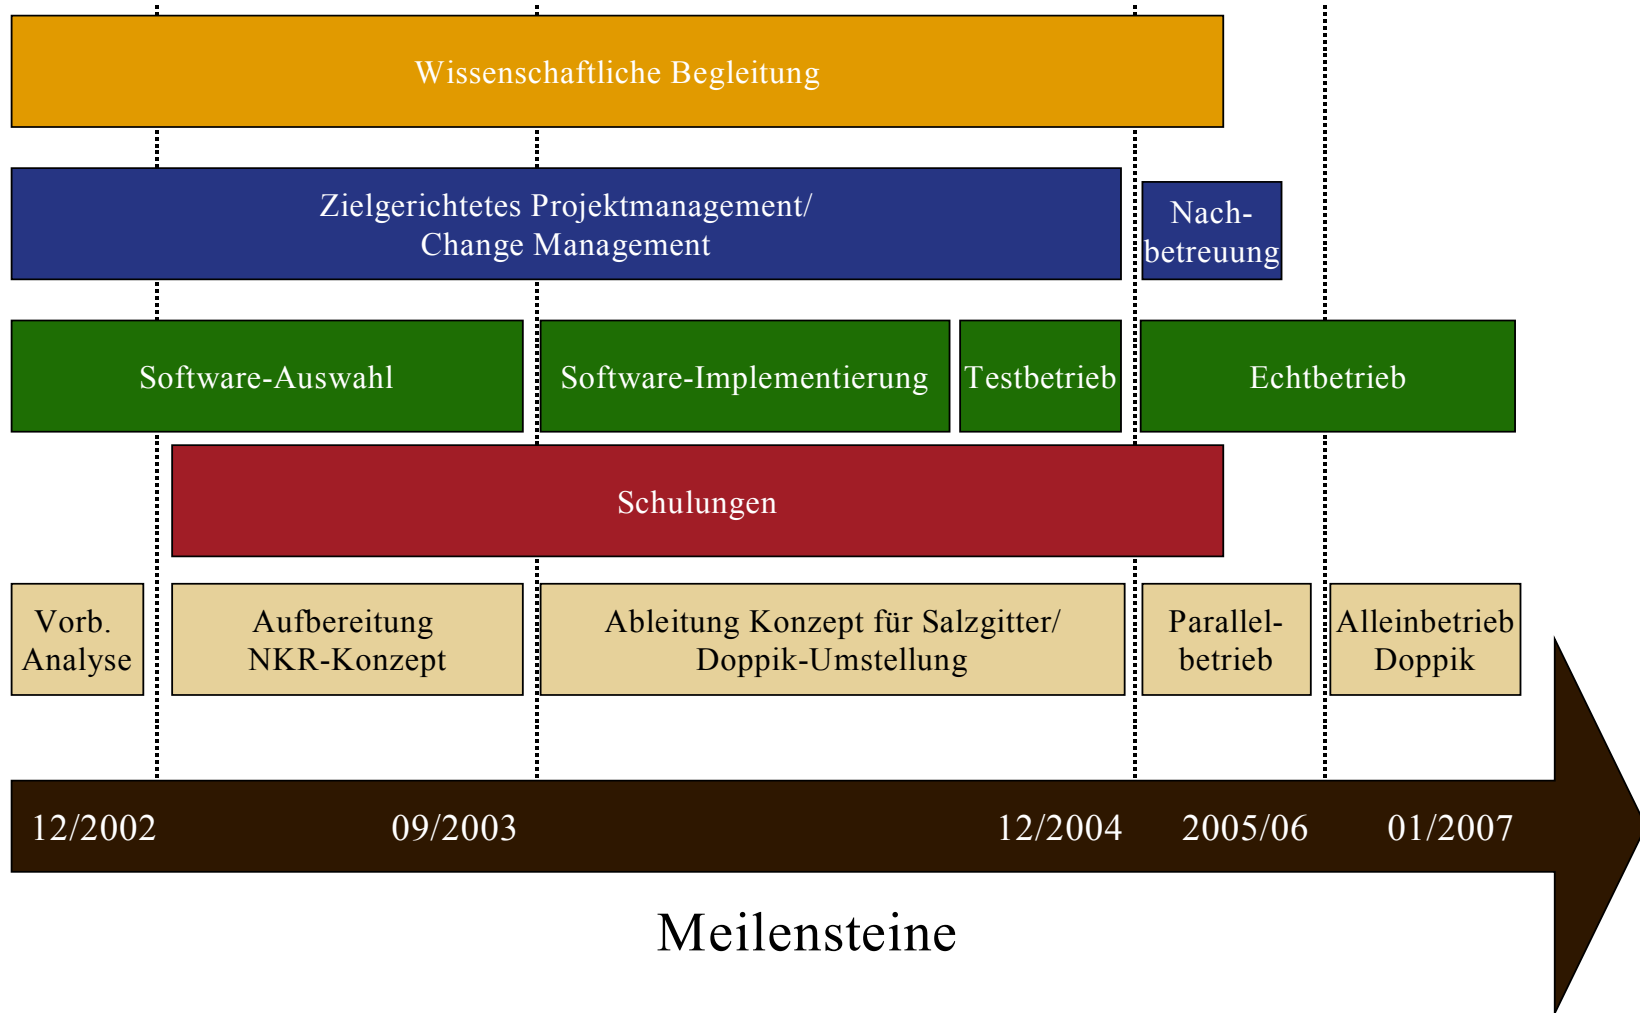 Wissenschaftliche Begleitung
Zielgerichtetes Projektmanagement/
Change Management
Nach-
betreuung
Software-Auswahl
Software-Implementierung
Testbetrieb
Echtbetrieb
Schulungen
Vorb.
Analyse
Aufbereitung
NKR-Konzept
Ableitung Konzept für Salzgitter/
Doppik-Umstellung
Parallel-
betrieb
Alleinbetrieb
Doppik
12/2002
09/2003
12/2004
2005/06
01/2007
Meilensteine